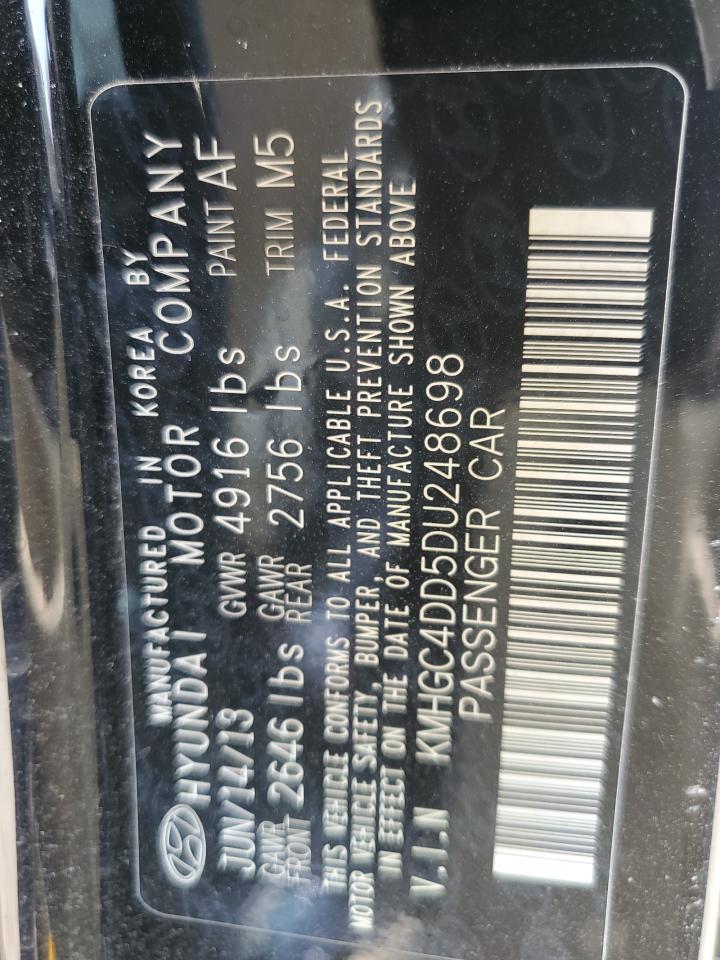 MANUFACTURED IN KOREA BY
HYUNDAI MOTOR COMPANY
JUN/14/13 GVWR 4916 lbs PAINT AF
GAWR FRONT 2646 lbs GAWR REAR 2756 lbs TRIM M5
THIS VEHICLE CONFORMS TO ALL APPLICABLE U.S.A. FEDERAL
MOTOR VEHICLE SAFETY, BUMPER, AND THEFT PREVENTION STANDARDS
IN EFFECT ON THE DATE OF MANUFACTURE SHOWN ABOVE
V.I.N KMHGC4DD5DU248698
PASSENGER CAR